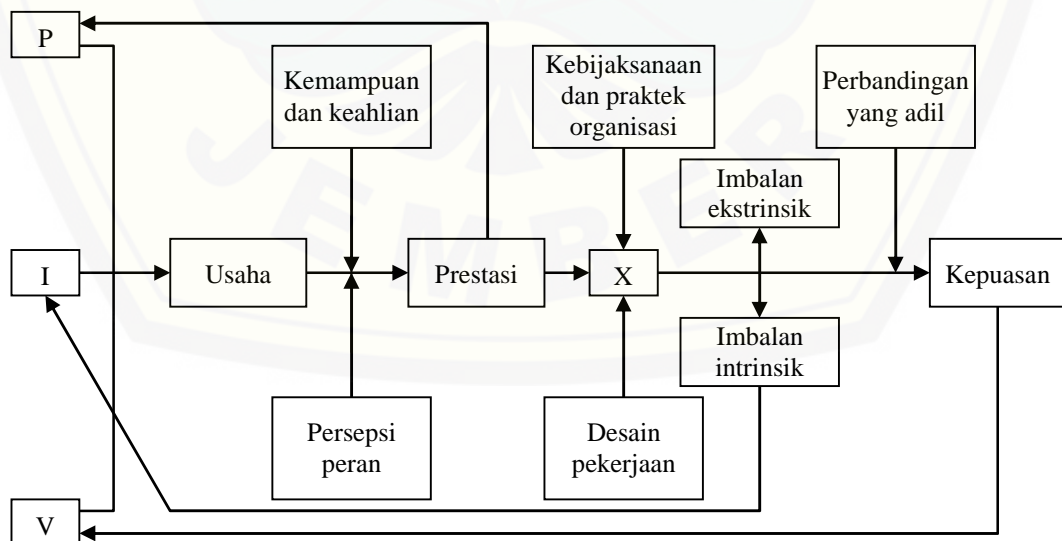 P
Kemampuan
dan keahlian
Kebijaksanaan
dan praktek
organisasi
Perbandingan
yang adil
JEMBER
Imbalan
ekstrinsik
I
Usaha
Prestasi
X
Kepuasan
Imbalan
intrinsik
Persepsi
peran
Desain
pekerjaan
V